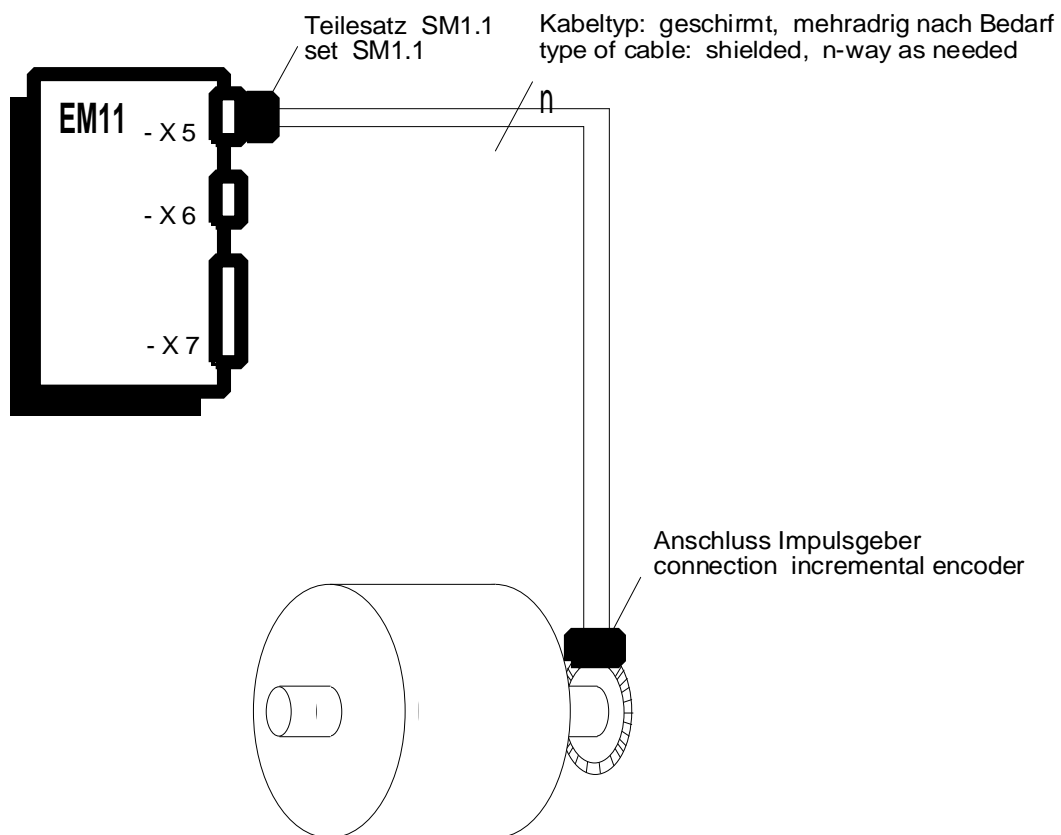 Teilesatz SM1.1
set SM1.1
Kabeltyp: geschirmt, mehradrig nach Bedarf
type of cable: shielded, n-way as needed
n
EM11
- X 5
- X 6
- X 7
Anschluss Impulsgeber
connection incremental encoder